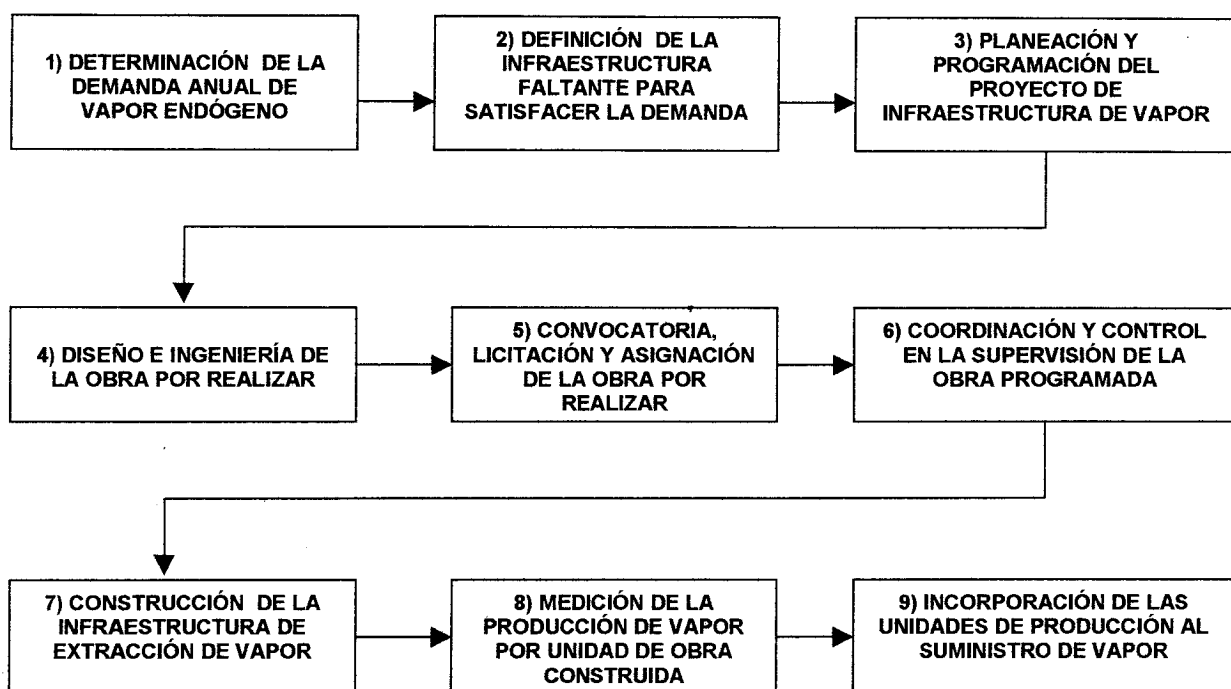 1) DETERMINACIÓN DE LA
DEMANDA ANUAL DE
VAPOR ENDÓGENO
2) DEFINICIÓN DE LA
INFRAESTRUCTURA
FALTANTE PARA
SATISFACER LA DEMANDA
3) PLANEACIÓN Y
PROGRAMACIÓN DEL
PROYECTO DE
INFRAESTRUCTURA DE VAPOR
4) DISEÑO E INGENIERÍA DE
LA OBRA POR REALIZAR
5) CONVOCATORIA,
LICITACIÓN Y ASIGNACIÓN
DE LA OBRA POR
REALIZAR
6) COORDINACIÓN Y CONTROL
EN LA SUPERVISIÓN DE LA
OBRA PROGRAMADA
7) CONSTRUCCIÓN DE LA
INFRAESTRUCTURA DE
EXTRACCIÓN DE VAPOR
8) MEDICIÓN DE LA
PRODUCCIÓN DE VAPOR
POR UNIDAD DE OBRA
CONSTRUIDA
9) INCORPORACIÓN DE LAS
UNIDADES DE PRODUCCIÓN AL
SUMINISTRO DE VAPOR